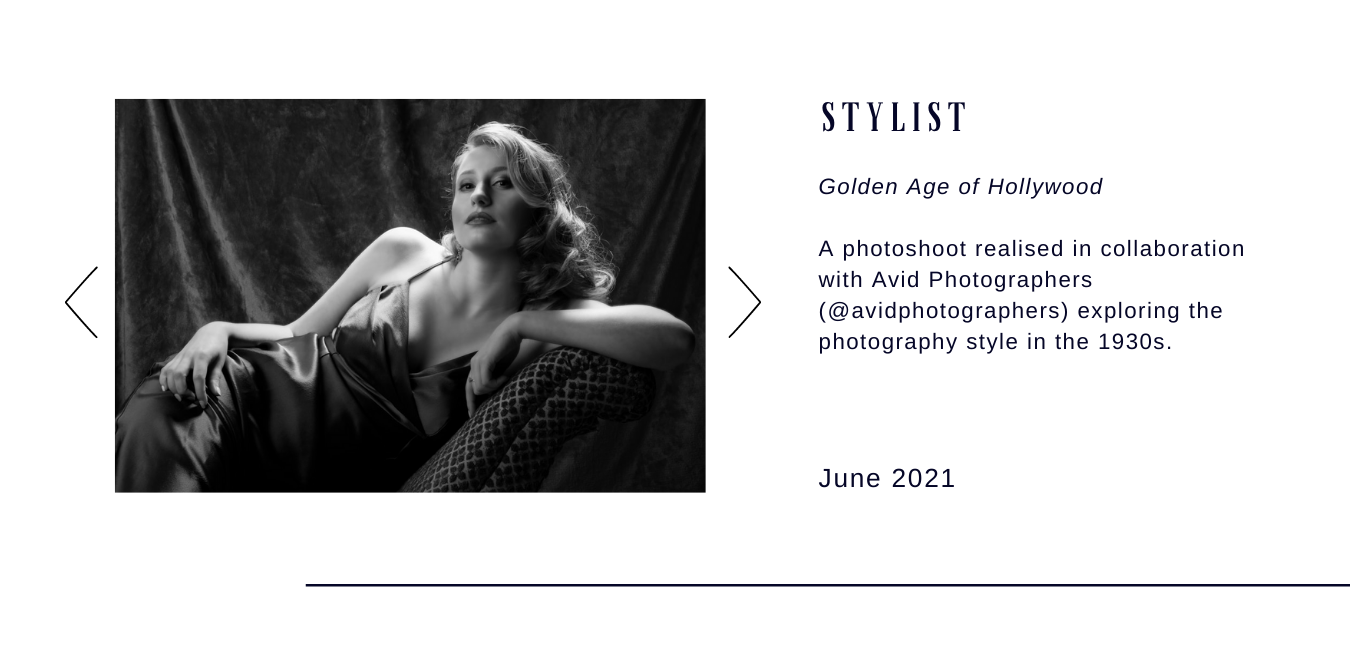 STYLIST
Golden Age of Hollywood
A photoshoot realised in collaboration
with Avid Photographers
(@avidphotographers) exploring the
photography style in the 1930s.
June 2021